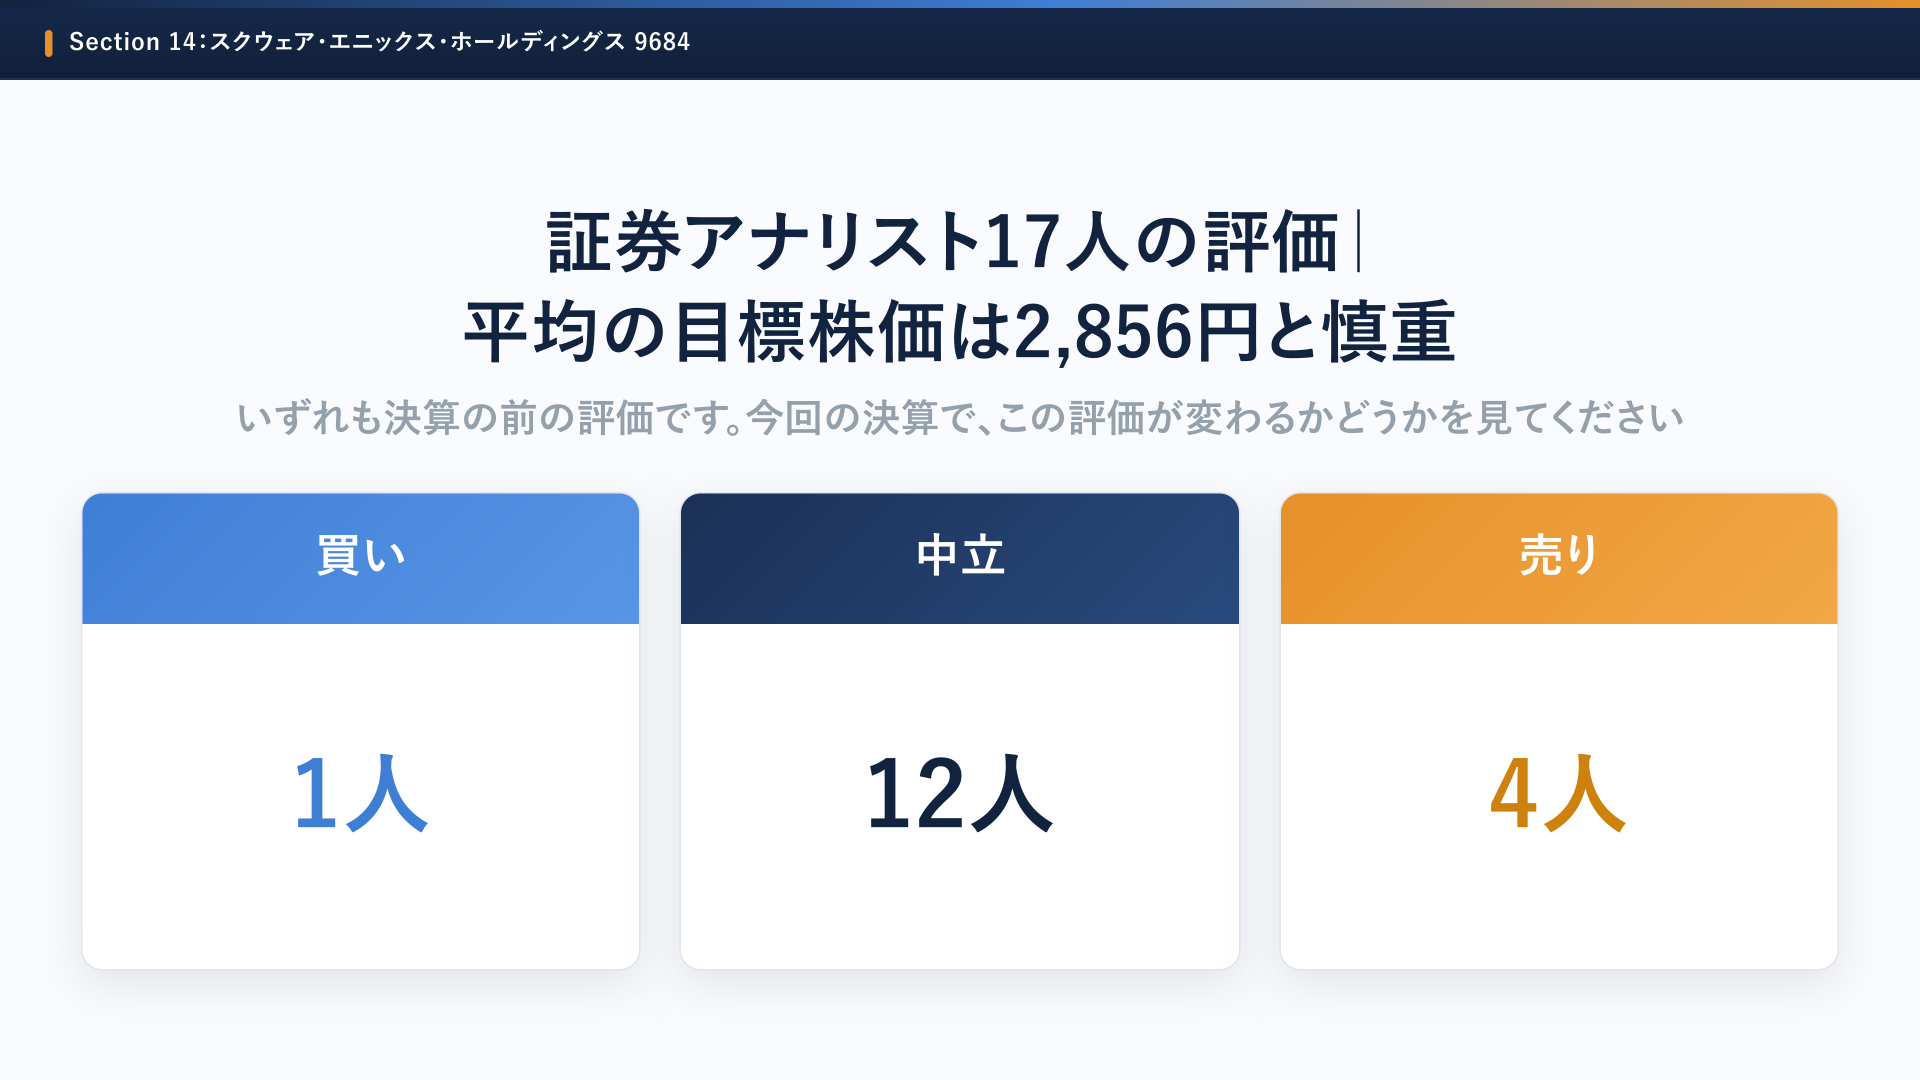 Section 14：スクウェア・エニックス・ホールディングス 9684
証券アナリスト17人の評価｜
平均の目標株価は2,856円と慎重
いずれも決算の前の評価です。今回の決算で、この評価が変わるかどうかを見てください
買い
中立
売り
1人
12人
4人